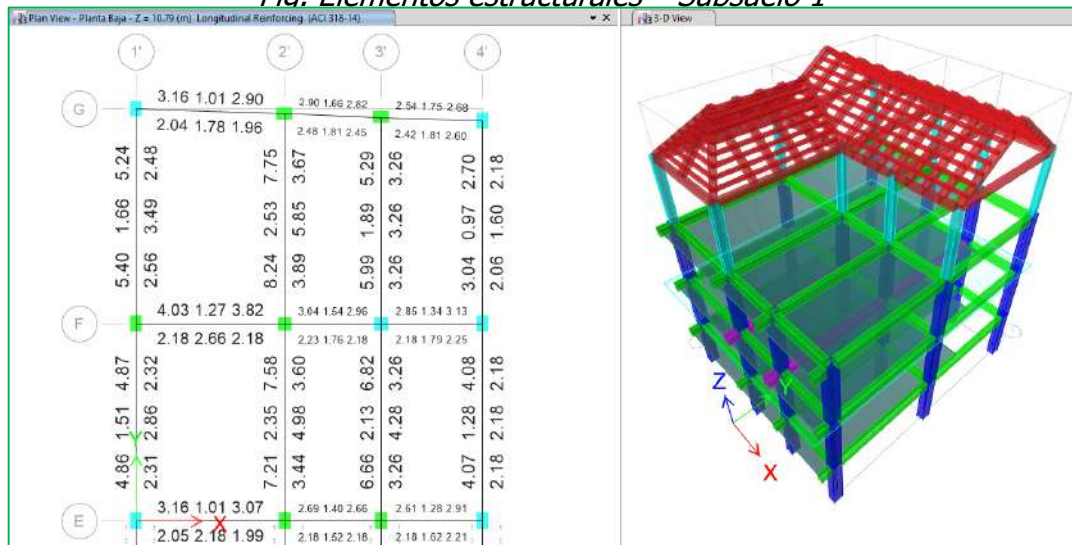 Fig. Elementos estructurales – Subsuelo 1
Plan View - Planta Baja - Z = 10.79 (m) Longitudinal Reinforcing (ACI 318-14)
3-D View
1' 2' 3' 4'
G
3.16 1.01 2.90
2.90 1.66 2.82
2.54 1.75 2.68
2.04 1.78 1.96
2.48 1.81 2.45
2.42 1.81 2.60
5.40 1.66 5.24
2.56 3.49 2.48
8.24 2.53 7.75
3.89 5.85 3.67
5.99 1.89 5.29
3.26 3.26 3.26
3.04 0.97 2.70
2.06 1.60 2.18
F
4.03 1.27 3.82
3.04 1.54 2.96
2.85 1.34 3.13
2.18 2.66 2.18
2.23 1.76 2.18
2.18 1.79 2.25
4.86 1.51 4.87
2.31 2.86 2.32
7.21 2.35 7.58
3.44 4.98 3.60
6.66 2.13 6.82
3.26 4.28 3.26
4.07 1.28 4.08
2.18 2.18 2.18
E
3.16 1.01 3.07
2.69 1.40 2.66
2.61 1.28 2.91
2.05 2.18 1.99
2.18 1.52 2.18
2.18 1.62 2.21
Y
X
Z
Y
X